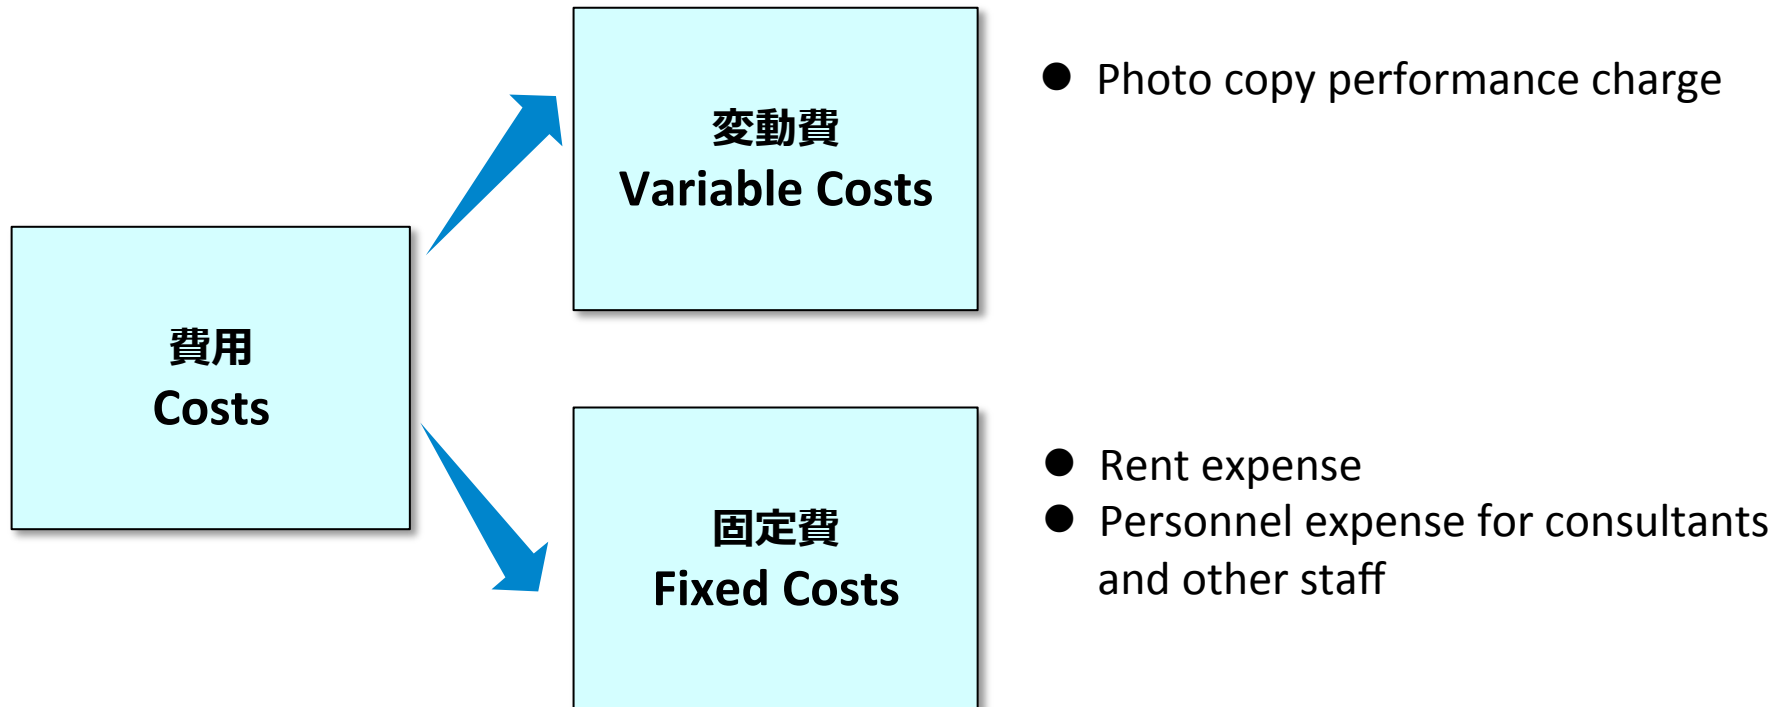 変動費
Variable Costs
● Photo copy performance charge
費用
Costs
固定費
Fixed Costs
● Rent expense
● Personnel expense for consultants
and other staff